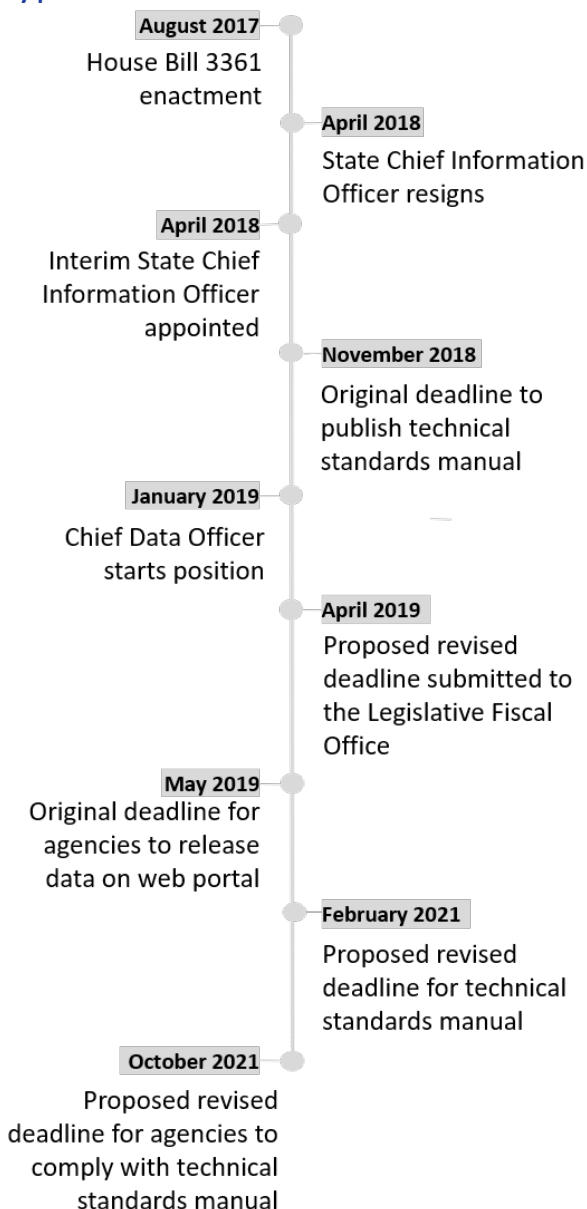 August 2017
House Bill 3361
enactment
April 2018
State Chief Information
Officer resigns
April 2018
Interim State Chief
Information Officer
appointed
November 2018
Original deadline to
publish technical
standards manual
January 2019
Chief Data Officer
starts position
April 2019
Proposed revised
deadline submitted to
the Legislative Fiscal
Office
May 2019
Original deadline for
agencies to release
data on web portal
February 2021
Proposed revised
deadline for technical
standards manual
October 2021
Proposed revised
deadline for agencies to
comply with technical
standards manual